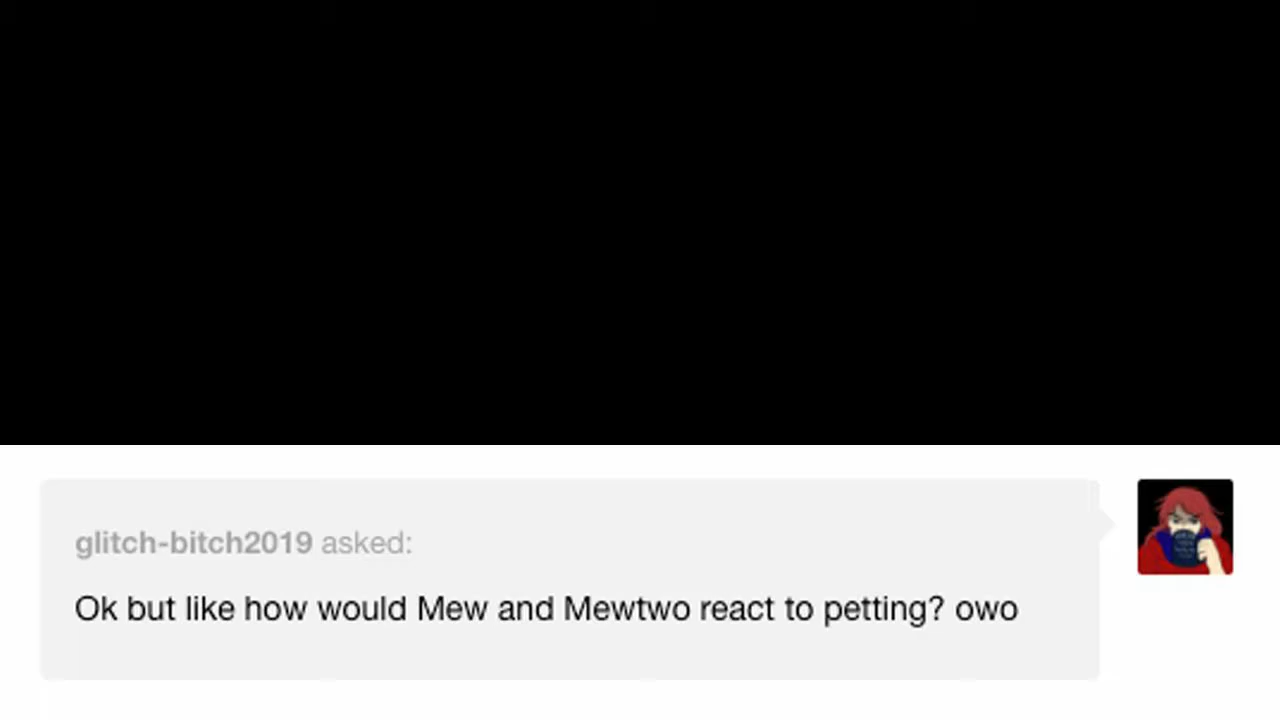 glitch-bitch2019 asked:
Ok but like how would Mew and Mewtwo react to petting? owo